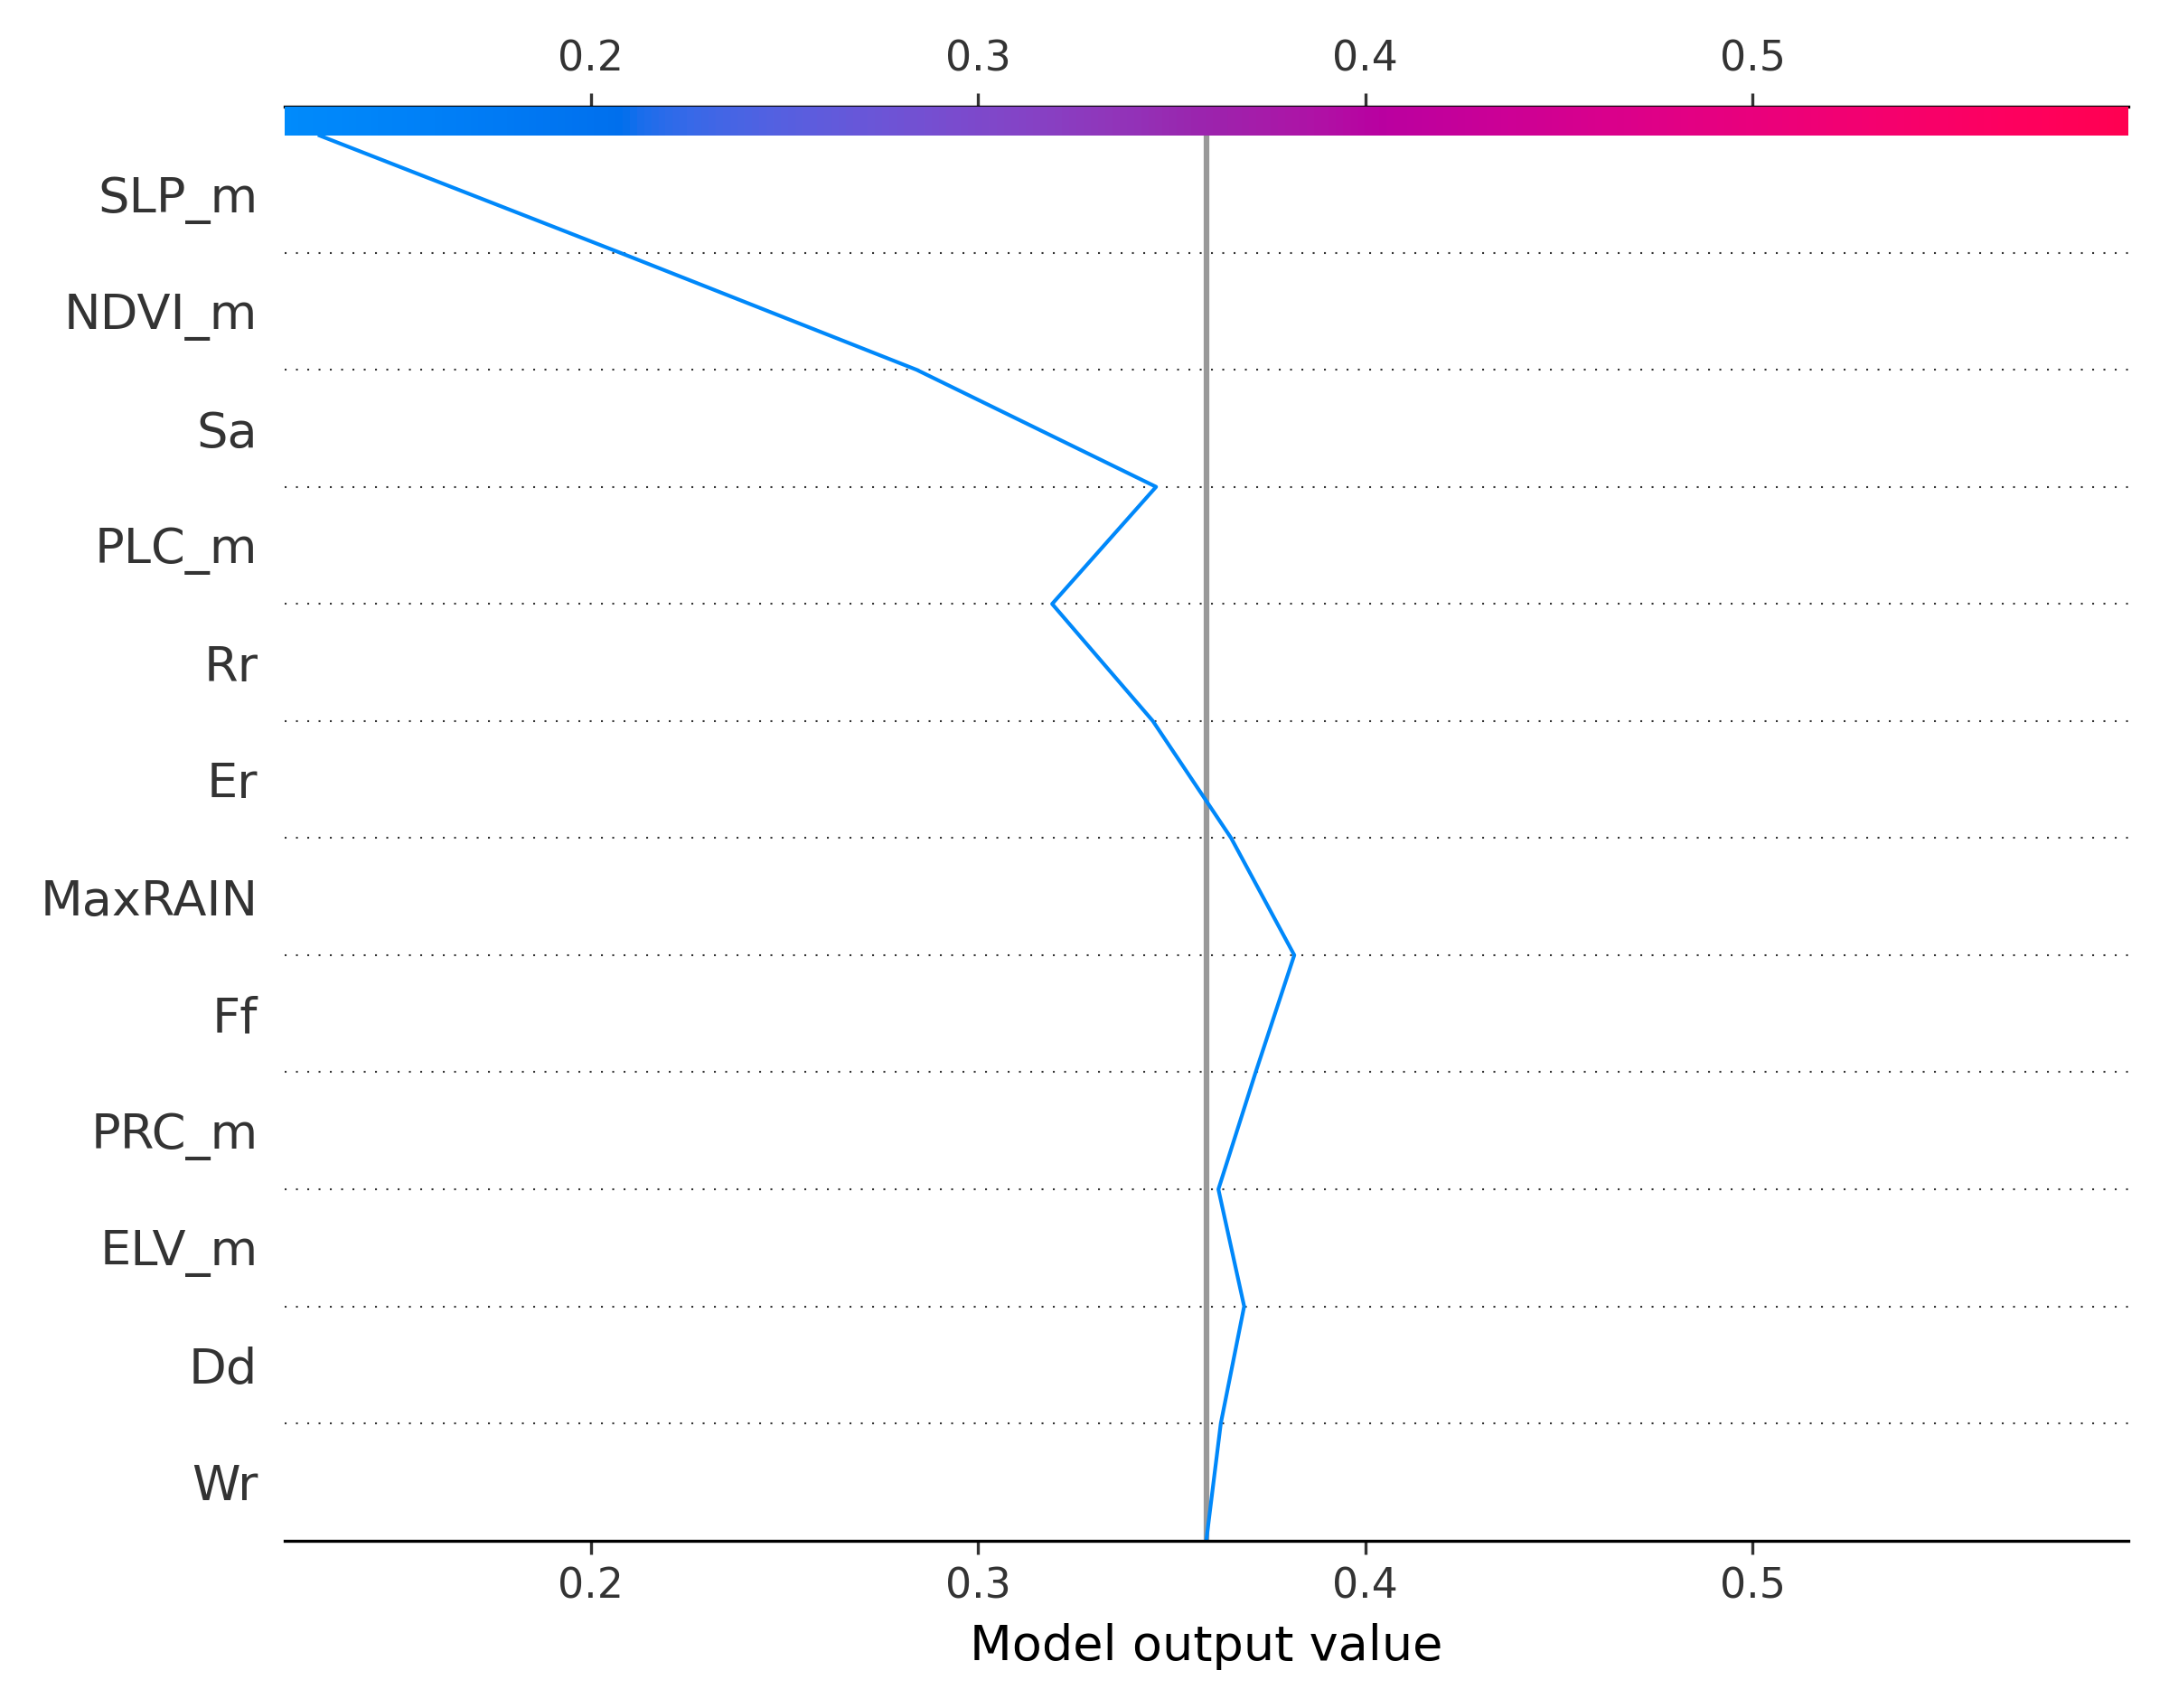 0.2 0.3 0.4 0.5
SLP_m
NDVI_m
Sa
PLC_m
Rr
Er
MaxRAIN
Ff
PRC_m
ELV_m
Dd
Wr
0.2 0.3 0.4 0.5
Model output value